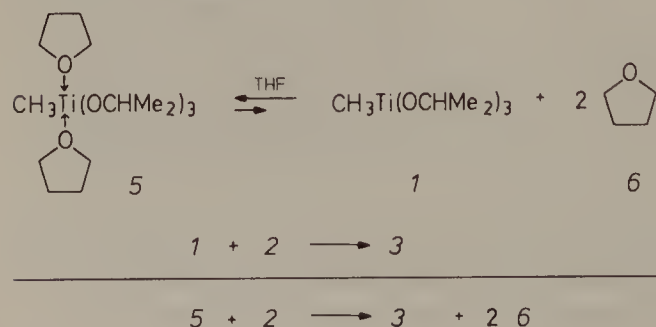 O
THF
CH₃Ti(OCHMe₂)₃ CH₃Ti(OCHMe₂)₃ + 2 O
O
5 1 6
1 + 2 → 3
5 + 2 → 3 + 2 6